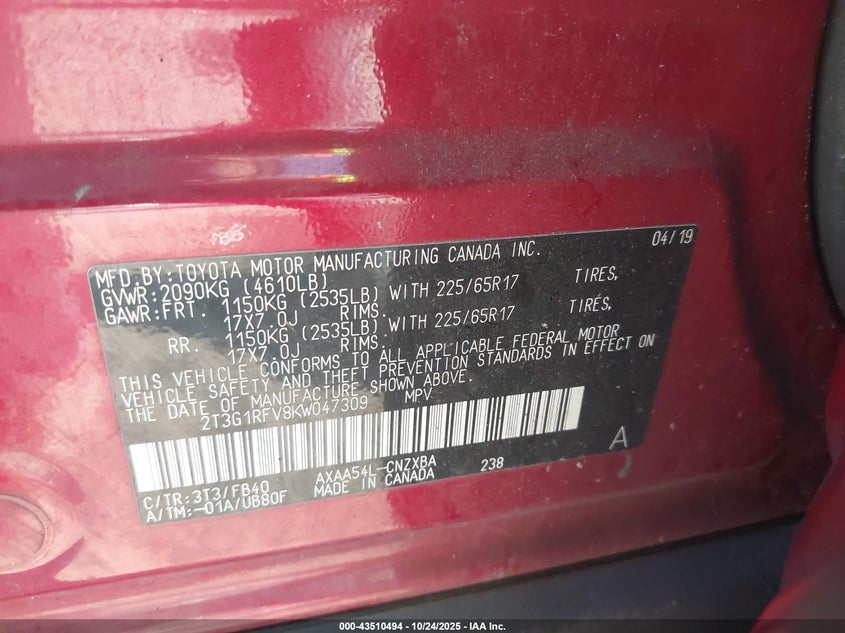 04/19
MFD.BY:TOYOTA MOTOR MANUFACTURING CANADA INC.
GVWR:2090KG (4610LB)
GAWR:FRT. 1150KG (2535LB) WITH 225/65R17 TIRES,
17X7.0J RIMS.
RR. 1150KG (2535LB) WITH 225/65R17 TIRES,
17X7.0J RIMS.
THIS VEHICLE CONFORMS TO ALL APPLICABLE FEDERAL MOTOR
VEHICLE SAFETY AND THEFT PREVENTION STANDARDS IN EFFECT ON
THE DATE OF MANUFACTURE SHOWN ABOVE.
2T3G1RFV8KW047309 MPV
A
C/TR:3T3/FB40 AXAA54L-CNZXBA 238
A/TM:-01A/UB80F MADE IN CANADA
000-43510494 - 10/24/2025 - IAA Inc.